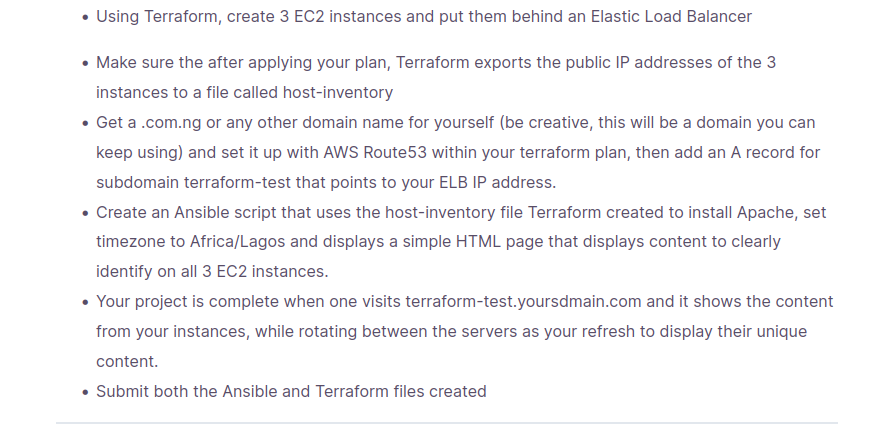 • Using Terraform, create 3 EC2 instances and put them behind an Elastic Load Balancer
• Make sure the after applying your plan, Terraform exports the public IP addresses of the 3
instances to a file called host-inventory
• Get a .com.ng or any other domain name for yourself (be creative, this will be a domain you can
keep using) and set it up with AWS Route53 within your terraform plan, then add an A record for
subdomain terraform-test that points to your ELB IP address.
• Create an Ansible script that uses the host-inventory file Terraform created to install Apache, set
timezone to Africa/Lagos and displays a simple HTML page that displays content to clearly
identify on all 3 EC2 instances.
• Your project is complete when one visits terraform-test.yoursdmain.com and it shows the content
from your instances, while rotating between the servers as your refresh to display their unique
content.
• Submit both the Ansible and Terraform files created